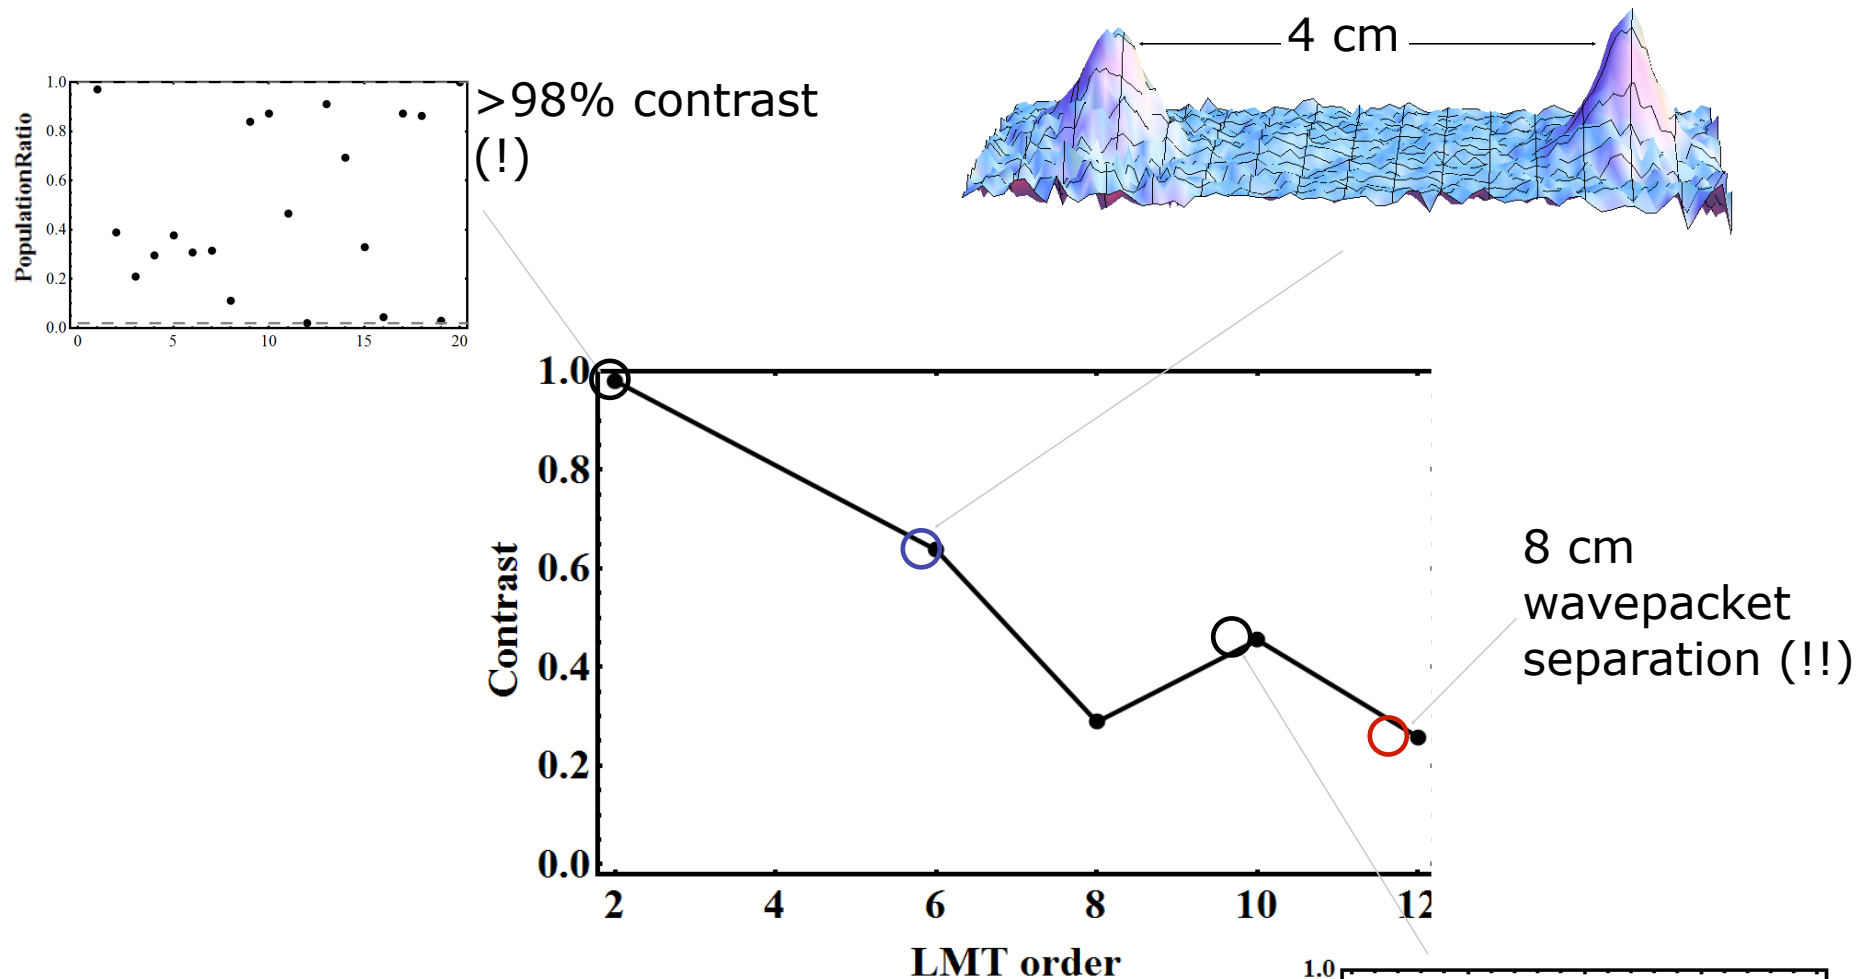 4 cm
>98% contrast
(!)
PopulationRatio
1.0
0.8
0.6
0.4
0.2
0.0
0 5 10 15 20
8 cm
wavepacket
separation (!!)
Contrast
1.0
0.8
0.6
0.4
0.2
0.0
2 4 6 8 10 12
LMT order
1.0